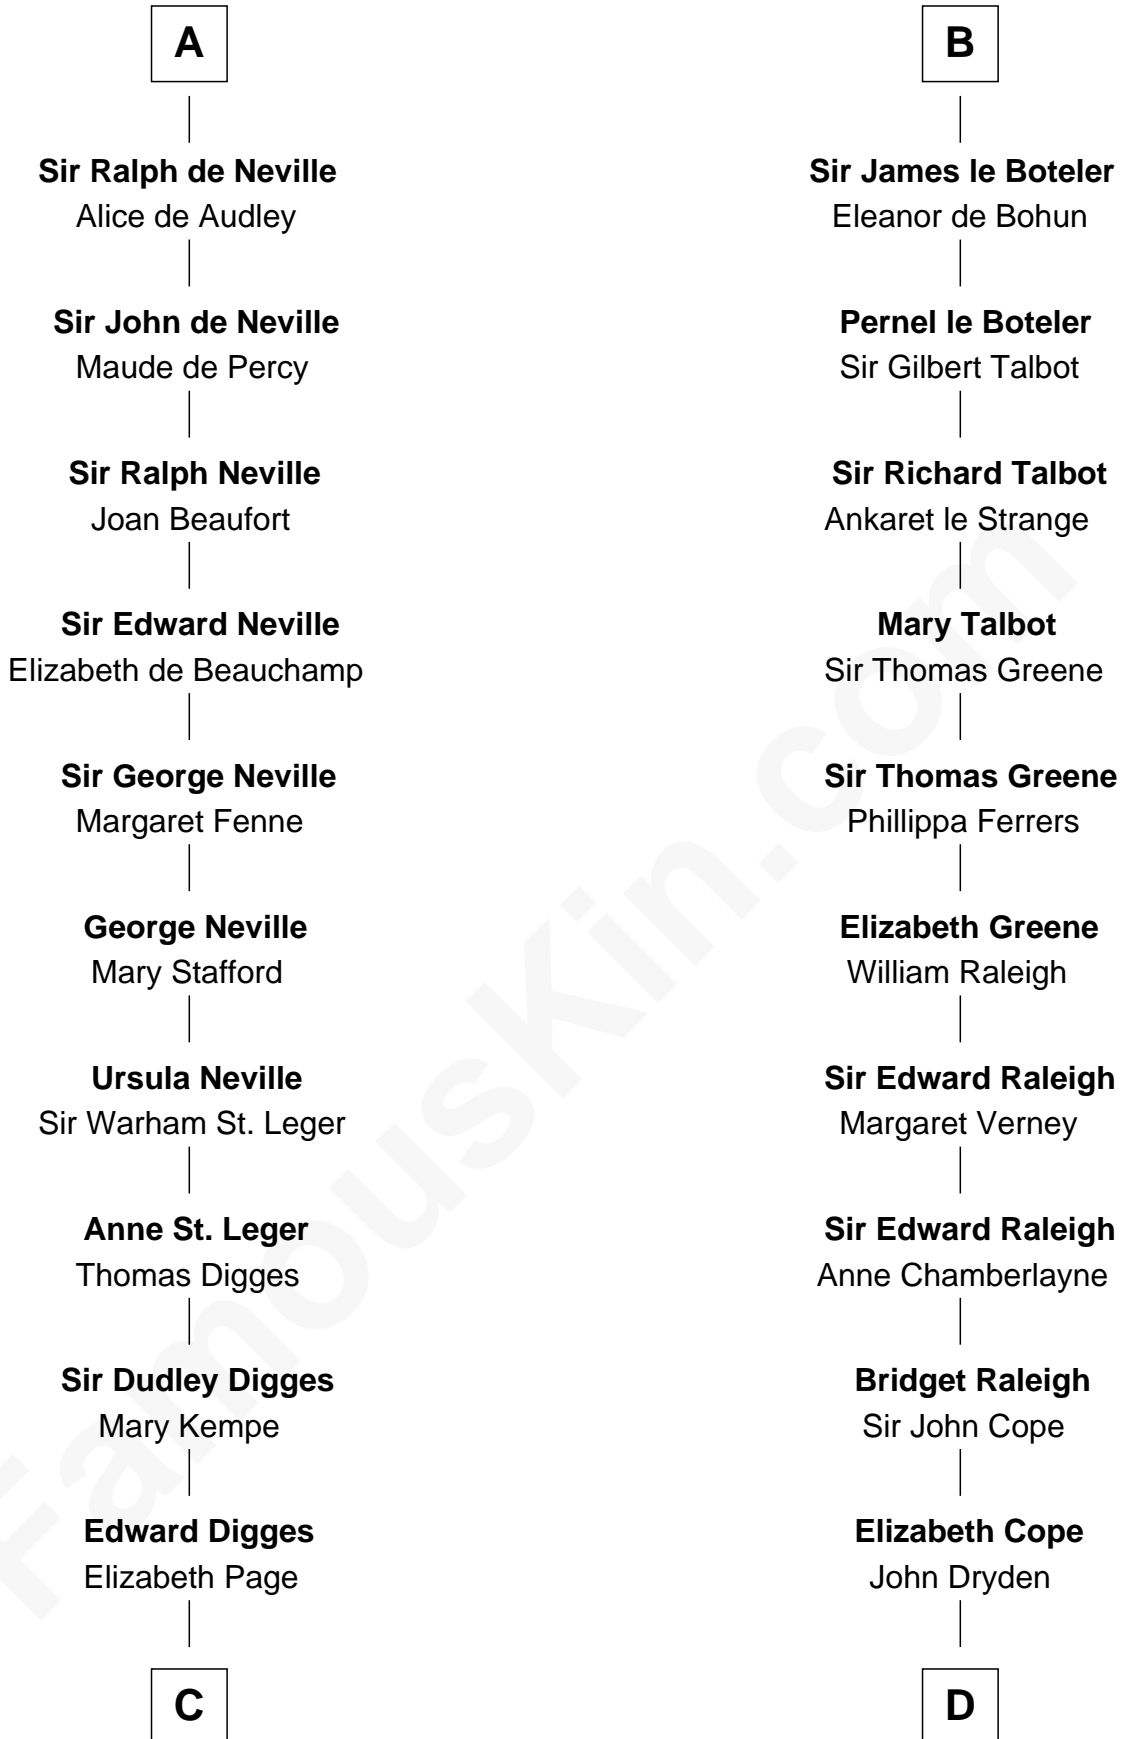 A
Sir Ralph de Neville
Alice de Audley
Sir John de Neville
Maude de Percy
Sir Ralph Neville
Joan Beaufort
Sir Edward Neville
Elizabeth de Beauchamp
Sir George Neville
Margaret Fenne
George Neville
Mary Stafford
Ursula Neville
Sir Warham St. Leger
Anne St. Leger
Thomas Digges
Sir Dudley Digges
Mary Kempe
Edward Digges
Elizabeth Page
C
B
Sir James le Boteler
Eleanor de Bohun
Pernel le Boteler
Sir Gilbert Talbot
Sir Richard Talbot
Ankaret le Strange
Mary Talbot
Sir Thomas Greene
Sir Thomas Greene
Phillippa Ferrers
Elizabeth Greene
William Raleigh
Sir Edward Raleigh
Margaret Verney
Sir Edward Raleigh
Anne Chamberlayne
Bridget Raleigh
Sir John Cope
Elizabeth Cope
John Dryden
D
FamousKin.com